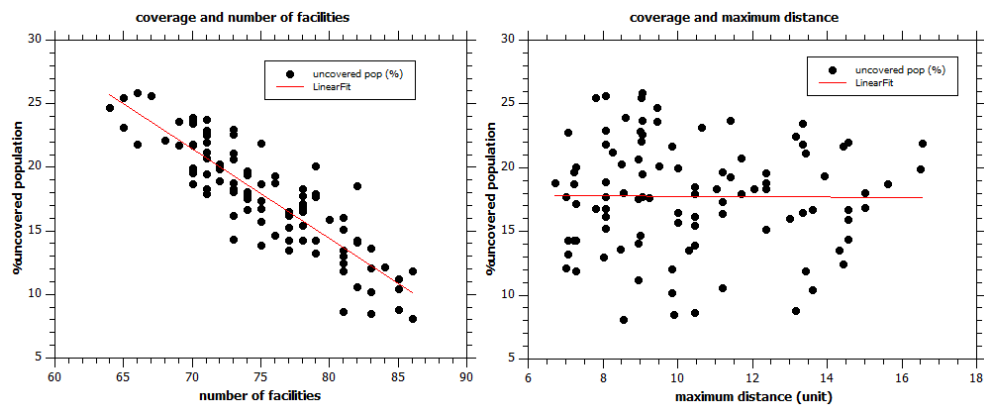 coverage and number of facilities
30
25
20
15
10
5
%uncovered population
uncovered pop (%)
LinearFit
60 65 70 75 80 85 90
number of facilities
coverage and maximum distance
30
25
20
15
10
5
%uncovered population
uncovered pop (%)
LinearFit
6 8 10 12 14 16 18
maximum distance (unit)